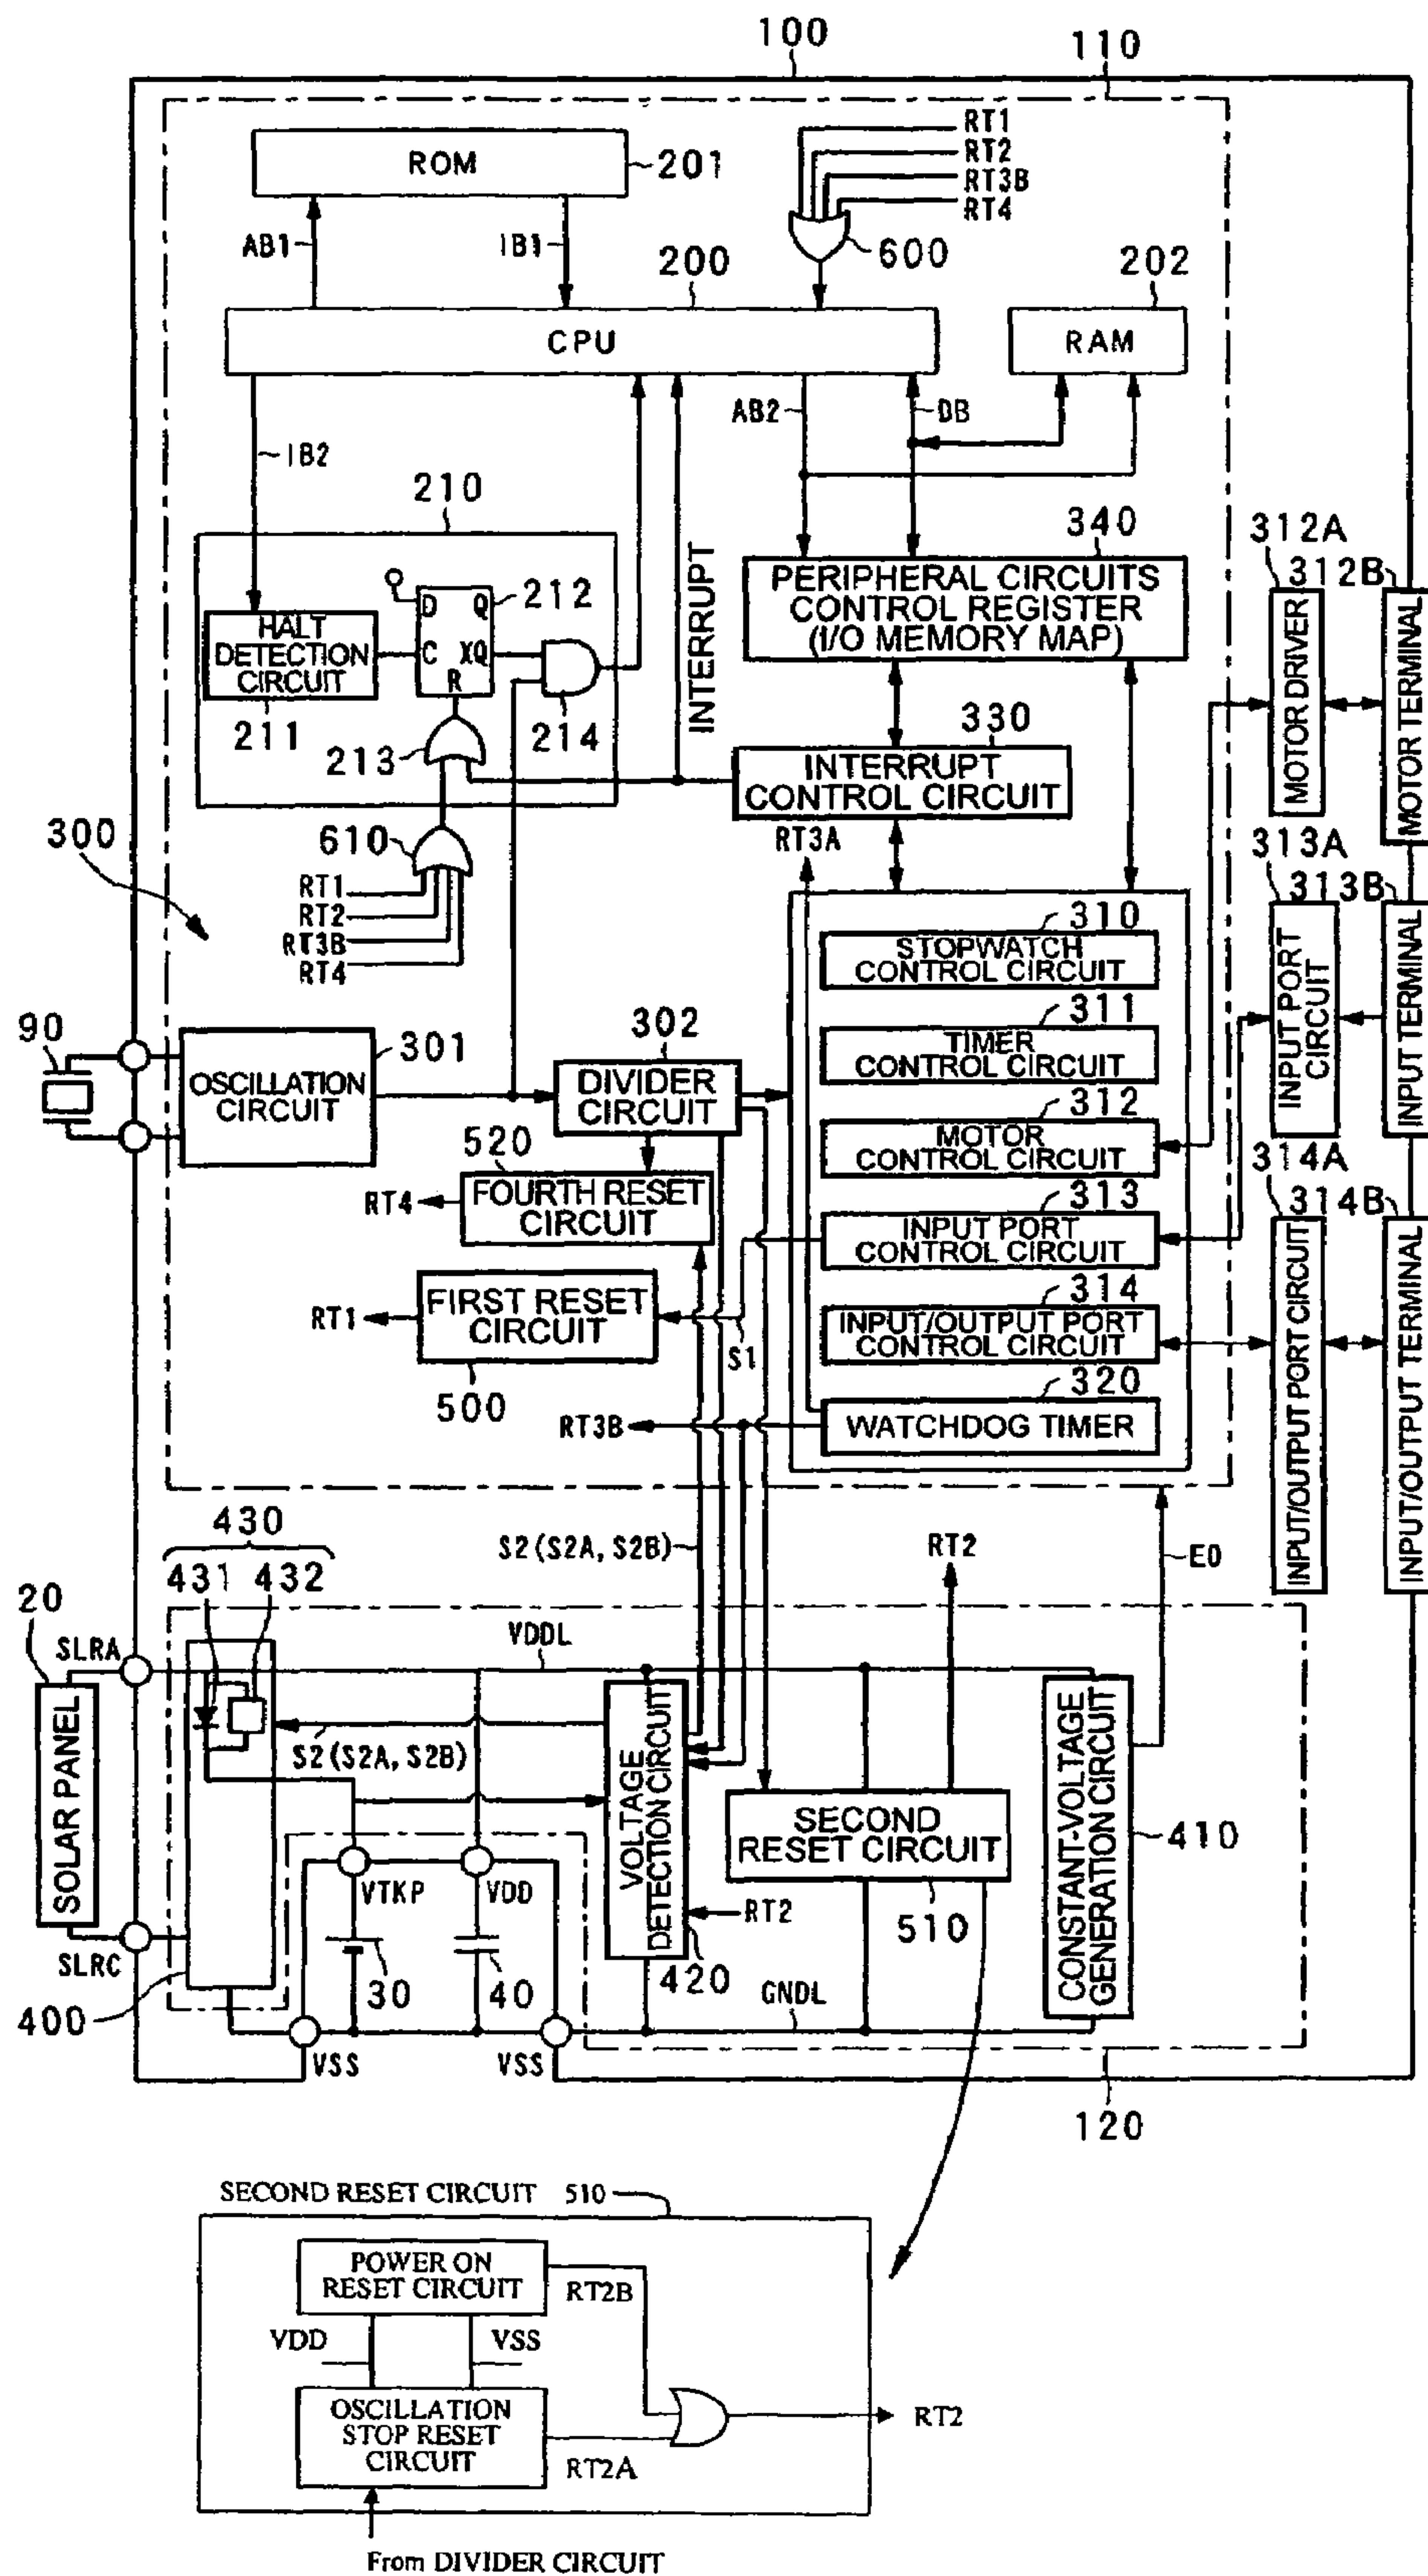 100
110
RT1
RT2
RT3B
RT4
ROM
201
AB1
IB1
200
600
202
CPU
RAM
AB2
DB
IB2
210
340
312A
312B
PERIPHERAL CIRCUITS
CONTROL REGISTER
(I/O MEMORY MAP)
INTERRUPT
D
Q
212
HALT
DETECTION
CIRCUIT
C
XQ
R
211
214
213
MOTOR DRIVER
MOTOR TERMINAL
330
INTERRUPT
CONTROL CIRCUIT
RT3A
300
610
RT1
RT2
RT3B
RT4
313A
313B
INPUT PORT
CIRCUIT
INPUT TERMINAL
310
STOPWATCH
CONTROL CIRCUIT
311
TIMER
CONTROL CIRCUIT
312
MOTOR
CONTROL CIRCUIT
313
INPUT PORT
CONTROL CIRCUIT
314
INPUT/OUTPUT PORT
CONTROL CIRCUIT
320
WATCHDOG TIMER
90
301
OSCILLATION
CIRCUIT
302
DIVIDER
CIRCUIT
520
FOURTH RESET
CIRCUIT
RT4
FIRST RESET
CIRCUIT
RT1
S1
500
RT3B
314A
314B
INPUT/OUTPUT PORT CIRCUIT
INPUT/OUTPUT TERMINAL
430
431
432
S2 (S2A, S2B)
RT2
E0
20
SLRA
VDDL
SOLAR PANEL
S2 (S2A, S2B)
VOLTAGE
DETECTION CIRCUIT
SECOND
RESET CIRCUIT
CONSTANT-VOLTAGE
GENERATION CIRCUIT
410
VTKP
VDD
RT2
510
SLRC
30
40
420
GNDL
400
VSS
VSS
120
SECOND RESET CIRCUIT 510
POWER ON
RESET CIRCUIT
RT2B
VDD
VSS
OSCILLATION
STOP RESET
CIRCUIT
RT2A
RT2
From DIVIDER CIRCUIT